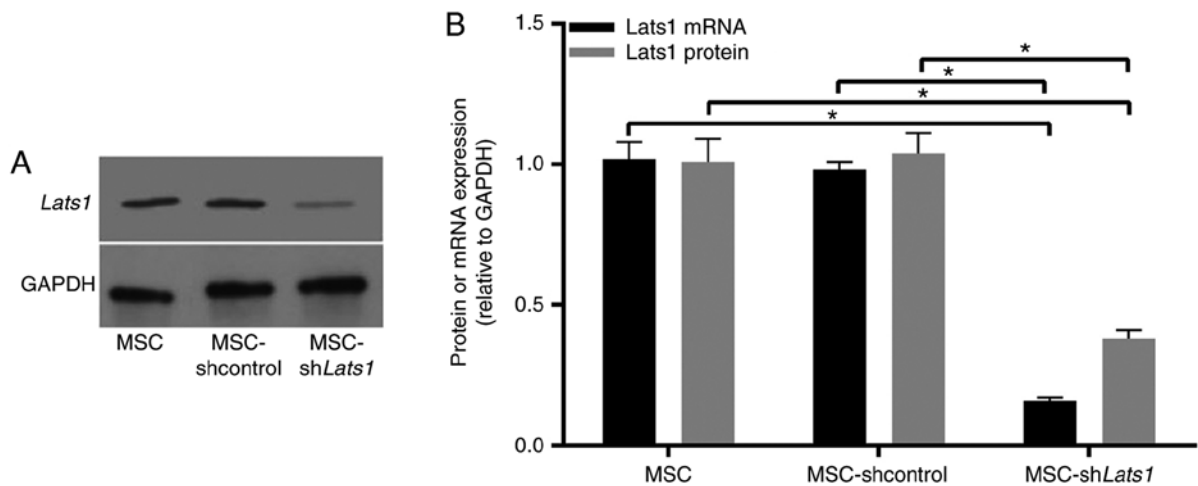 A
Lats1
GAPDH
MSC
MSC-
shcontrol
MSC-
shLats1
B
Protein or mRNA expression
(relative to GAPDH)
1.5
1.0
0.5
0.0
Lats1 mRNA
Lats1 protein
*
*
*
*
MSC
MSC-shcontrol
MSC-shLats1